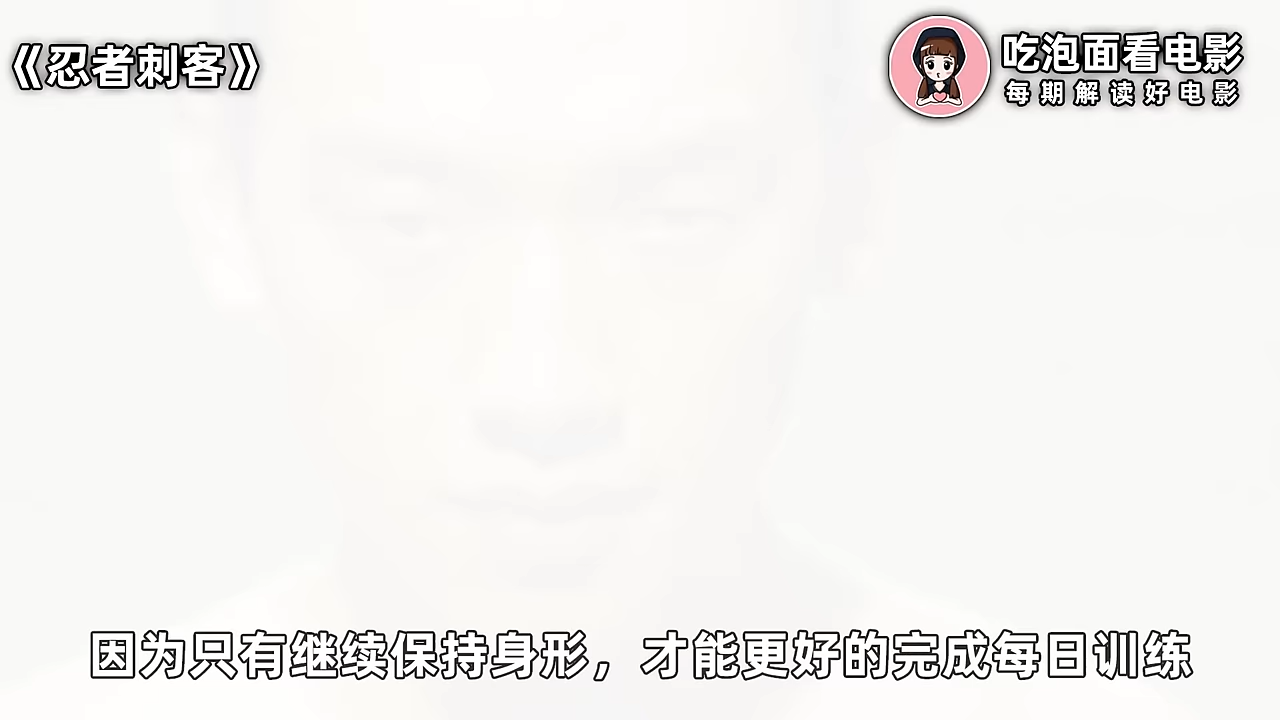 《忍者刺客》
吃泡面看电影
每期解读好电影
因为只有继续保持身形，才能更好的完成每日训练